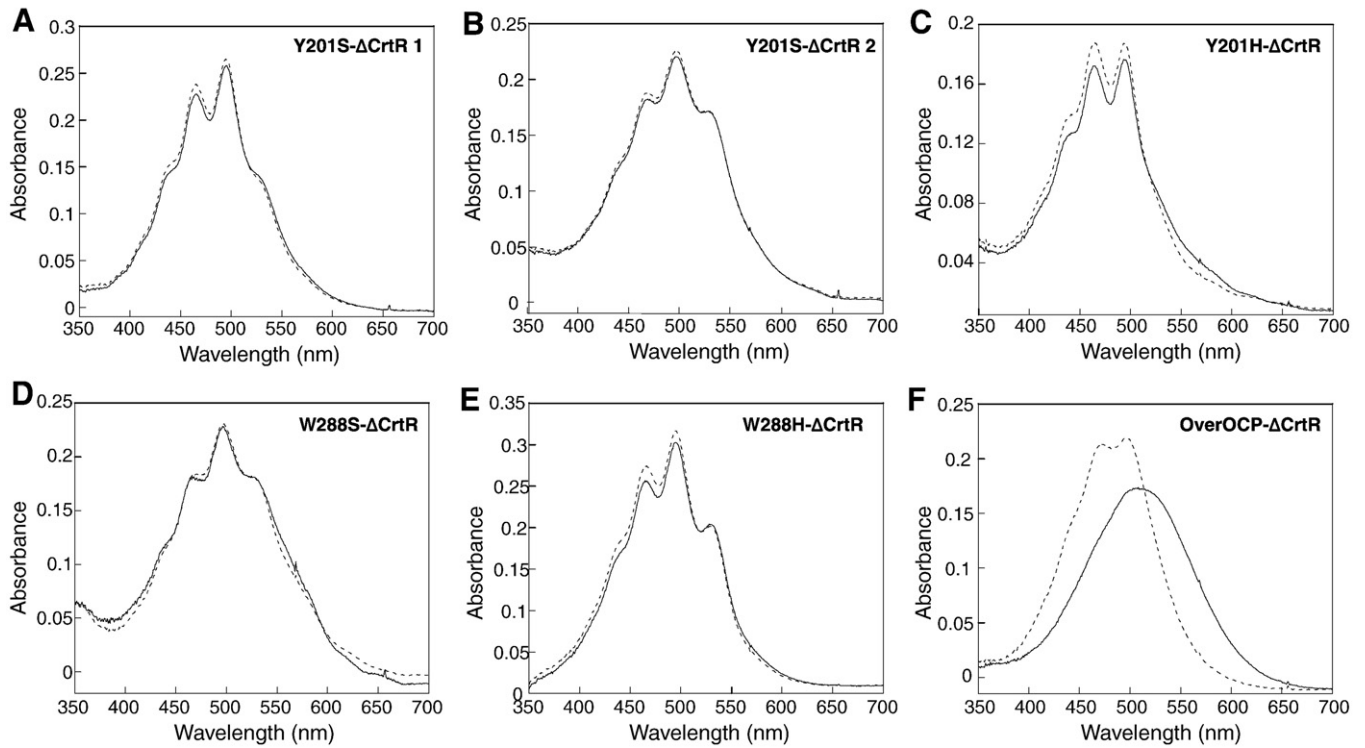 A
Y201S-ΔCrtR 1
0.3
0.25
0.2
0.15
0.1
0.05
0
Absorbance
350 400 450 500 550 600 650 700
Wavelength (nm)
B
Y201S-ΔCrtR 2
0.25
0.2
0.15
0.1
0.05
0
Absorbance
350 400 450 500 550 600 650 700
Wavelength (nm)
C
Y201H-ΔCrtR
0.2
0.16
0.12
0.08
0.04
Absorbance
350 400 450 500 550 600 650 700
Wavelength (nm)
D
W288S-ΔCrtR
0.25
0.2
0.15
0.1
0.05
0
Absorbance
350 400 450 500 550 600 650 700
Wavelength (nm)
E
W288H-ΔCrtR
0.35
0.3
0.25
0.2
0.15
0.1
0.05
0
Absorbance
350 400 450 500 550 600 650 700
Wavelength (nm)
F
OverOCP-ΔCrtR
0.25
0.2
0.15
0.1
0.05
0
Absorbance
350 400 450 500 550 600 650 700
Wavelength (nm)